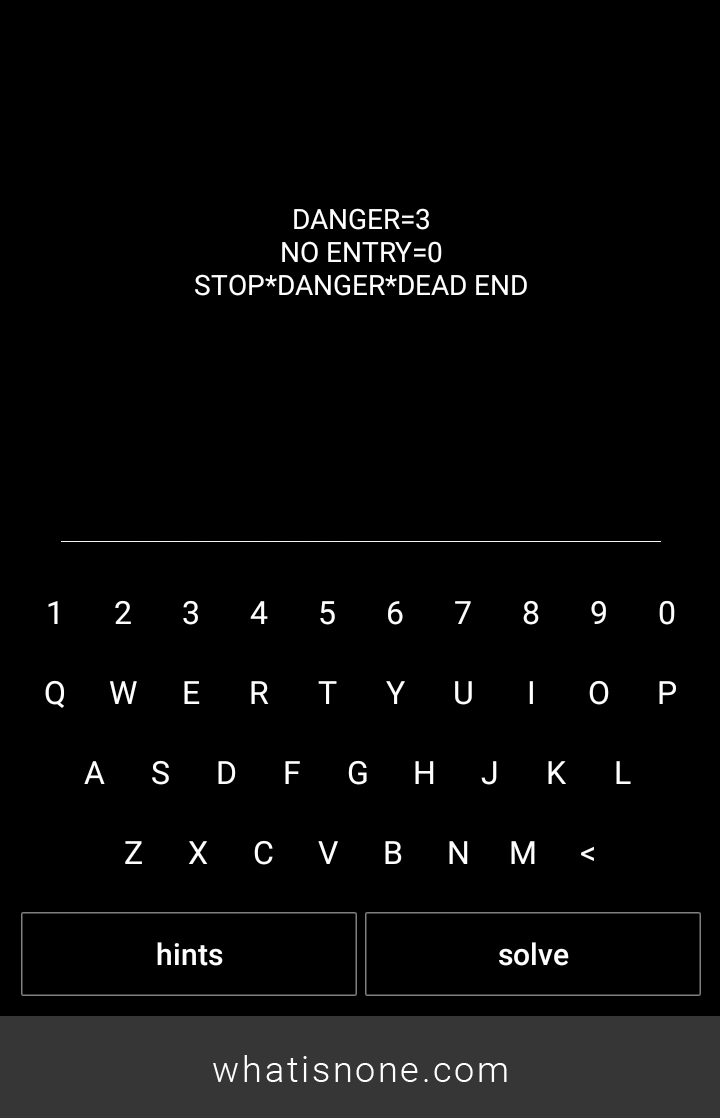 DANGER=3
NO ENTRY=0
STOP*DANGER*DEAD END
1 2 3 4 5 6 7 8 9 0
Q W E R T Y U I O P
A S D F G H J K L
Z X C V B N M <
hints solve
whatisnone.com